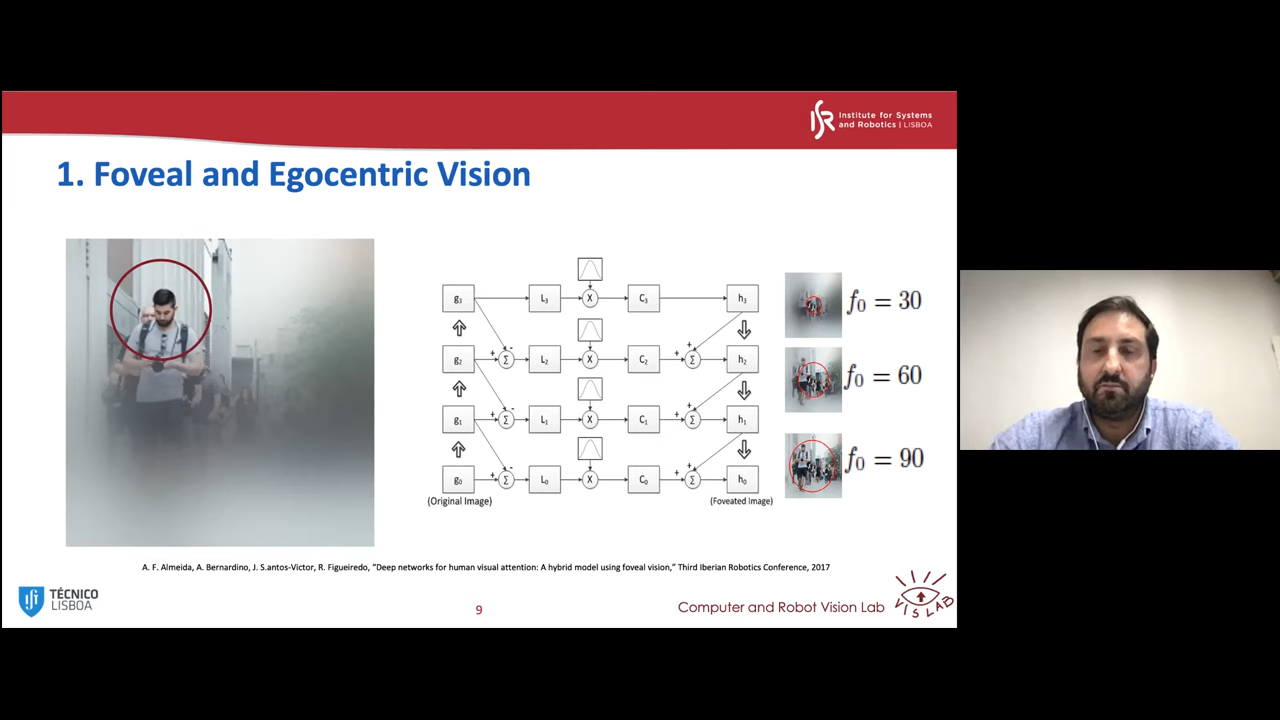 Institute for Systems
and Robotics | LISBOA
1. Foveal and Egocentric Vision
g₃ L₃ X C₃ h₃
f₀ = 30
- +
g₂ + Σ L₂ X C₂ + Σ h₂
f₀ = 60
- +
g₁ + Σ L₁ X C₁ + Σ h₁
f₀ = 90
- +
g₀ + Σ L₀ X C₀ + Σ h₀
(Original Image) (Foveated Image)
A. F. Almeida, A. Bernardino, J. S.antos-Victor, R. Figueiredo, "Deep networks for human visual attention: A hybrid model using foveal vision," Third Iberian Robotics Conference, 2017
TÉCNICO
LISBOA
9
Computer and Robot Vision Lab
VISLAB